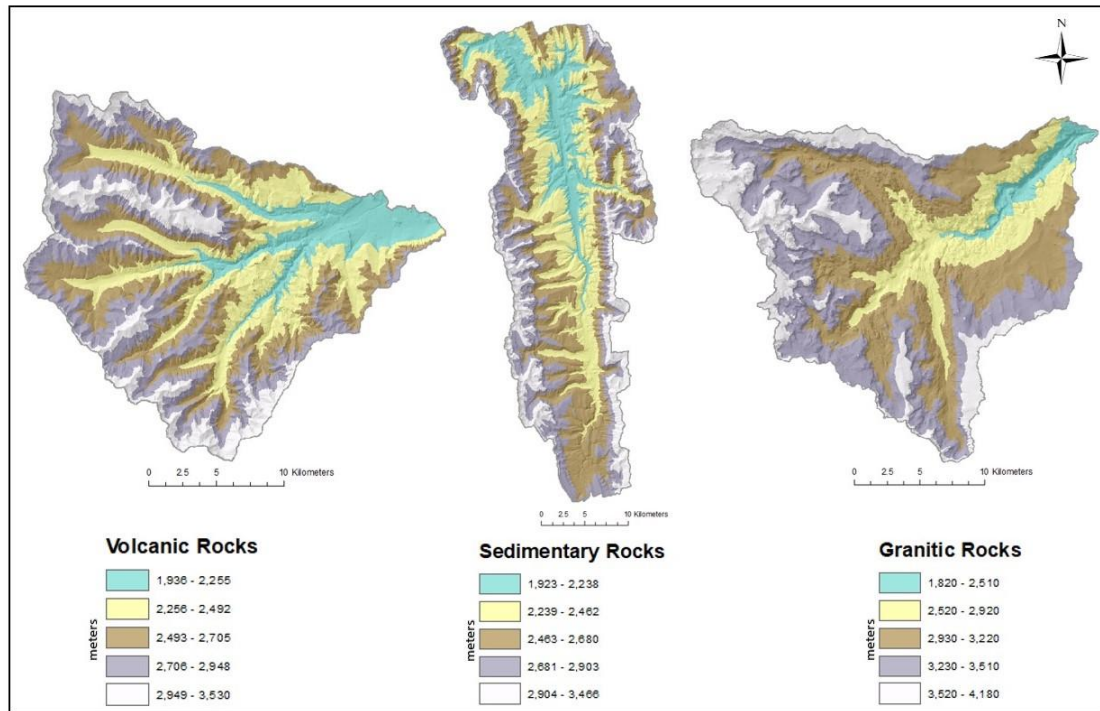 N
0 2.5 5 10 Kilometers
0 2.5 5 10 Kilometers
0 2.5 5 10 Kilometers
Volcanic Rocks
meters
1,936 - 2,255
2,256 - 2,492
2,493 - 2,705
2,706 - 2,948
2,949 - 3,530
Sedimentary Rocks
meters
1,923 - 2,238
2,239 - 2,462
2,463 - 2,680
2,681 - 2,903
2,904 - 3,466
Granitic Rocks
meters
1,820 - 2,510
2,520 - 2,920
2,930 - 3,220
3,230 - 3,510
3,520 - 4,180